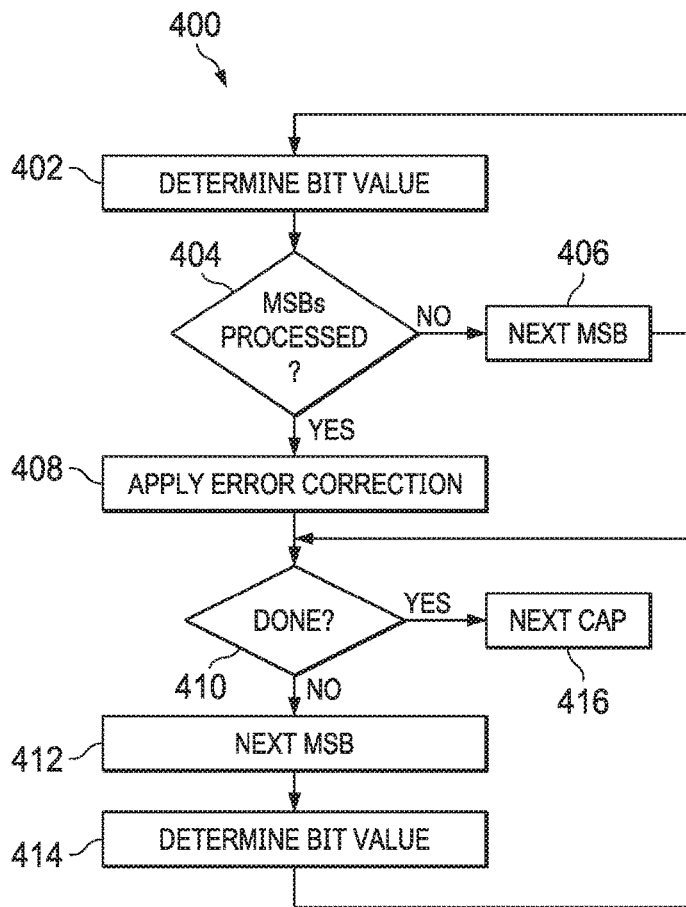 400
402
DETERMINE BIT VALUE
404
MSBs
PROCESSED
?
NO
406
NEXT MSB
YES
408
APPLY ERROR CORRECTION
DONE?
YES
NEXT CAP
410
NO
416
412
NEXT MSB
414
DETERMINE BIT VALUE